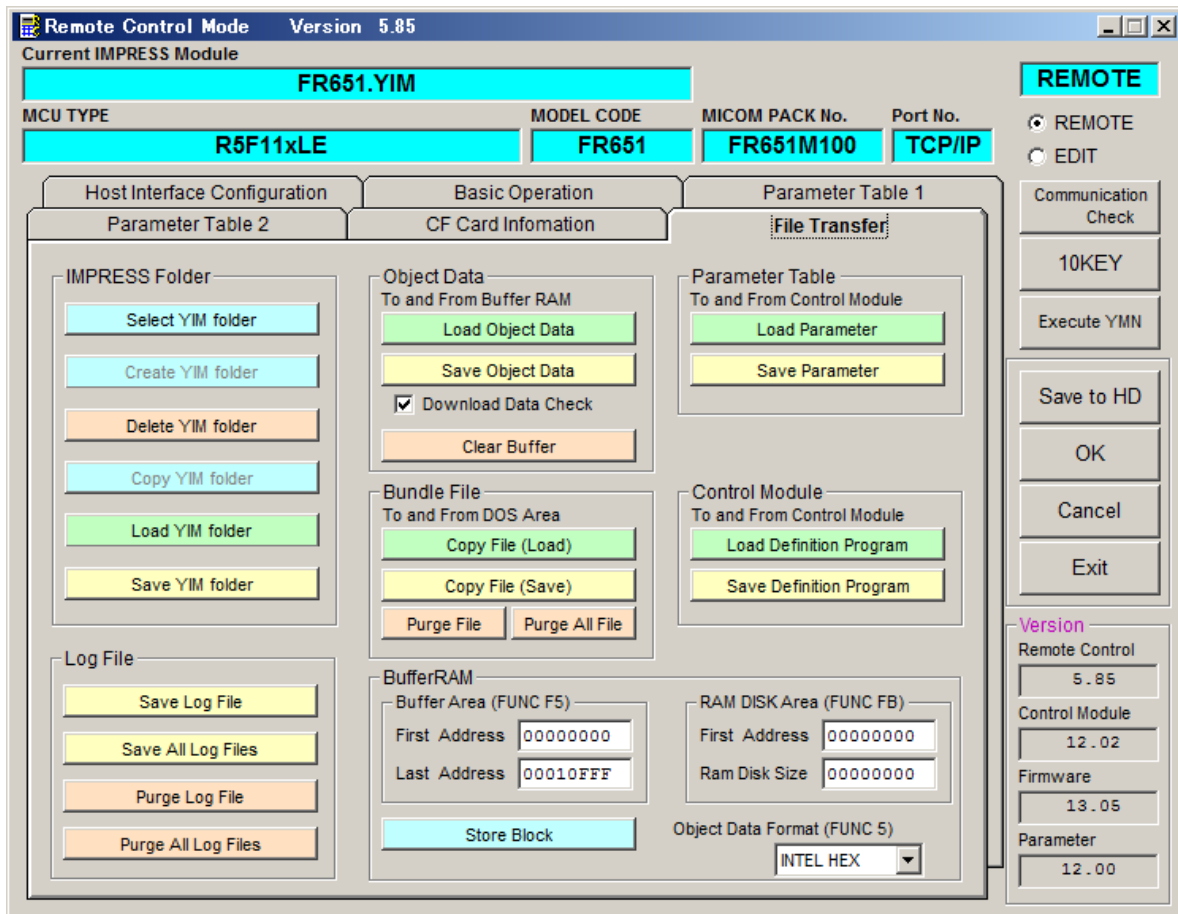 Remote Control Mode Version 5.85
Current IMPRESS Module
FR651.YIM
REMOTE
MCU TYPE MODEL CODE MICOM PACK No. Port No.
R5F11xLE FR651 FR651M100 TCP/IP
REMOTE
EDIT
Host Interface Configuration Basic Operation Parameter Table 1
Parameter Table 2 CF Card Infomation File Transfer
Communication
Check
10KEY
Execute YMN
Save to HD
OK
Cancel
Exit
IMPRESS Folder
Select YIM folder
Create YIM folder
Delete YIM folder
Copy YIM folder
Load YIM folder
Save YIM folder
Object Data
To and From Buffer RAM
Load Object Data
Save Object Data
Download Data Check
Clear Buffer
Parameter Table
To and From Control Module
Load Parameter
Save Parameter
Bundle File
To and From DOS Area
Copy File (Load)
Copy File (Save)
Purge File Purge All File
Control Module
To and From Control Module
Load Definition Program
Save Definition Program
Log File
Save Log File
Save All Log Files
Purge Log File
Purge All Log Files
BufferRAM
Buffer Area (FUNC F5)
First Address 00000000
Last Address 00010FFF
RAM DISK Area (FUNC FB)
First Address 00000000
Ram Disk Size 00000000
Store Block
Object Data Format (FUNC 5)
INTEL HEX
Version
Remote Control
5.85
Control Module
12.02
Firmware
13.05
Parameter
12.00